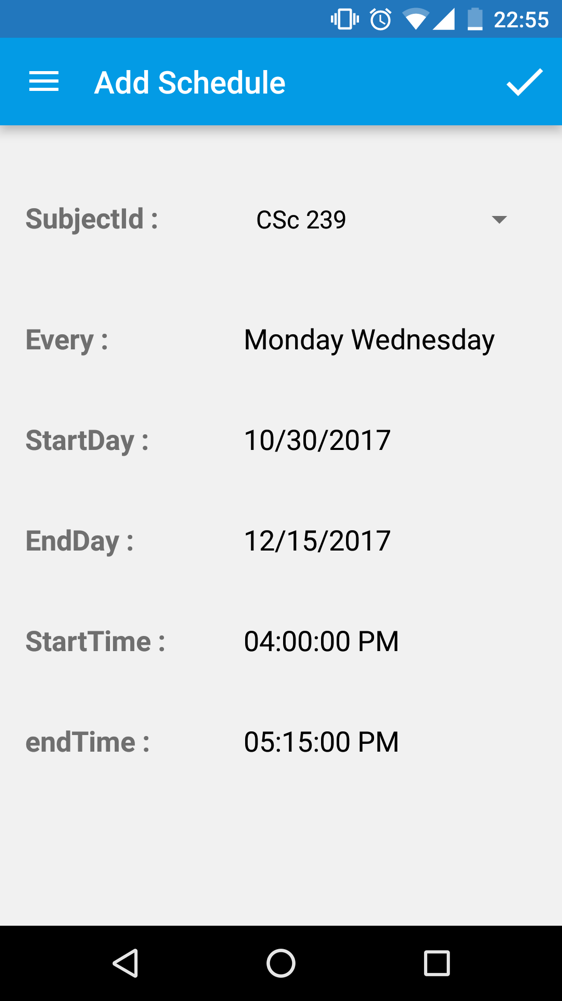 22:55
Add Schedule
SubjectId : CSc 239
Every : Monday Wednesday
StartDay : 10/30/2017
EndDay : 12/15/2017
StartTime : 04:00:00 PM
endTime : 05:15:00 PM